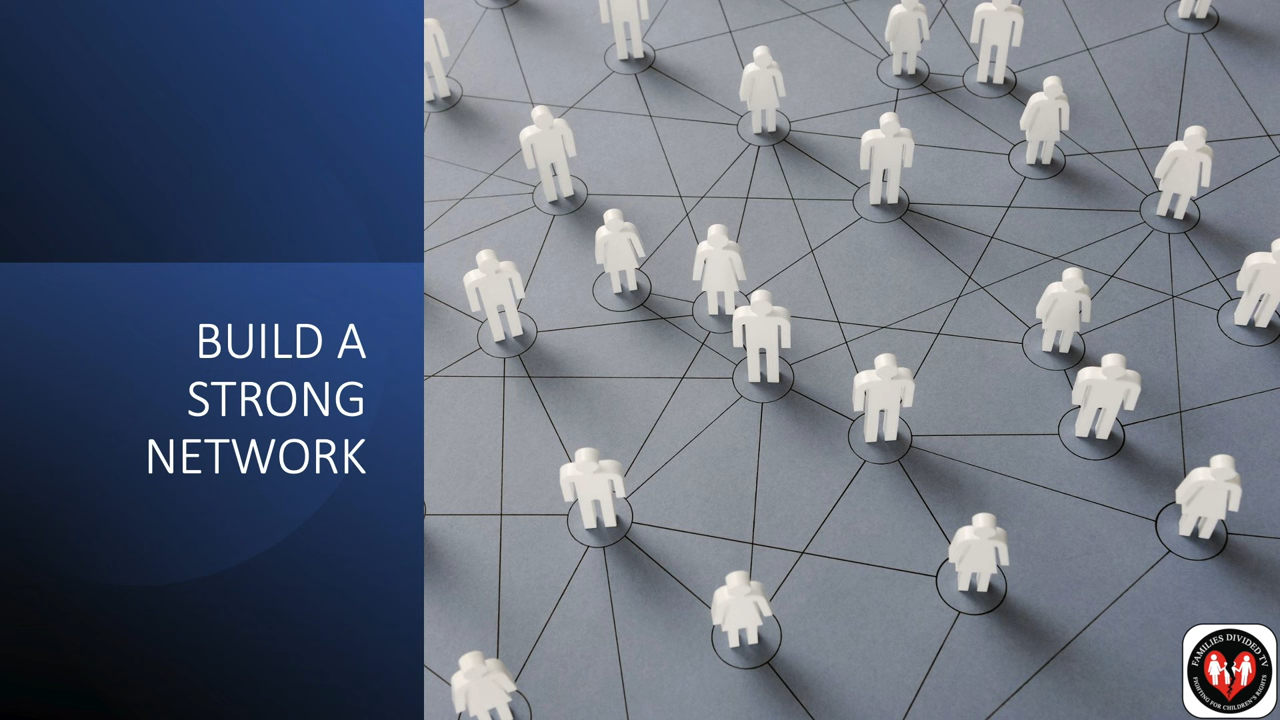 BUILD A
STRONG
NETWORK
FAMILIES DIVIDED TV
FIGHTING FOR CHILDREN'S RIGHTS